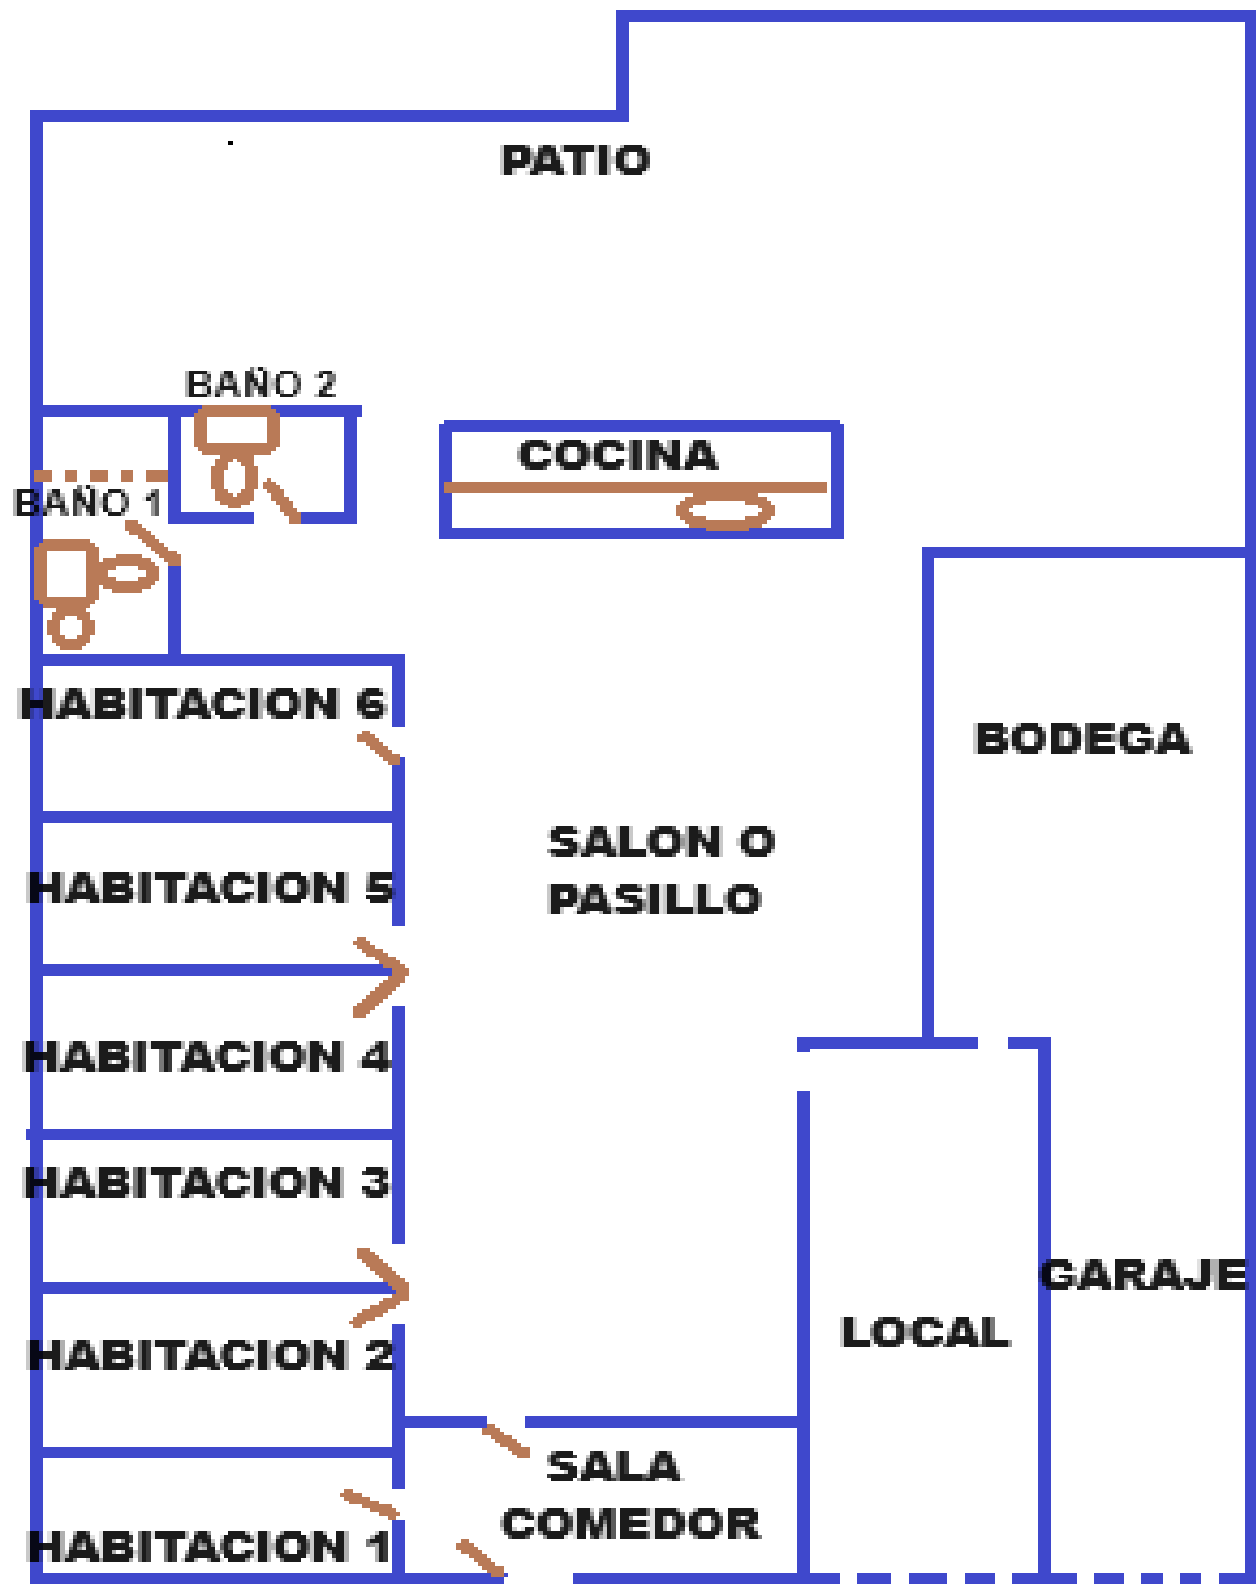 PATIO
BAÑO 2
COCINA
BAÑO 1
HABITACION 6
BODEGA
SALON O
PASILLO
HABITACION 5
HABITACION 4
HABITACION 3
GARAJE
LOCAL
HABITACION 2
SALA
COMEDOR
HABITACION 1